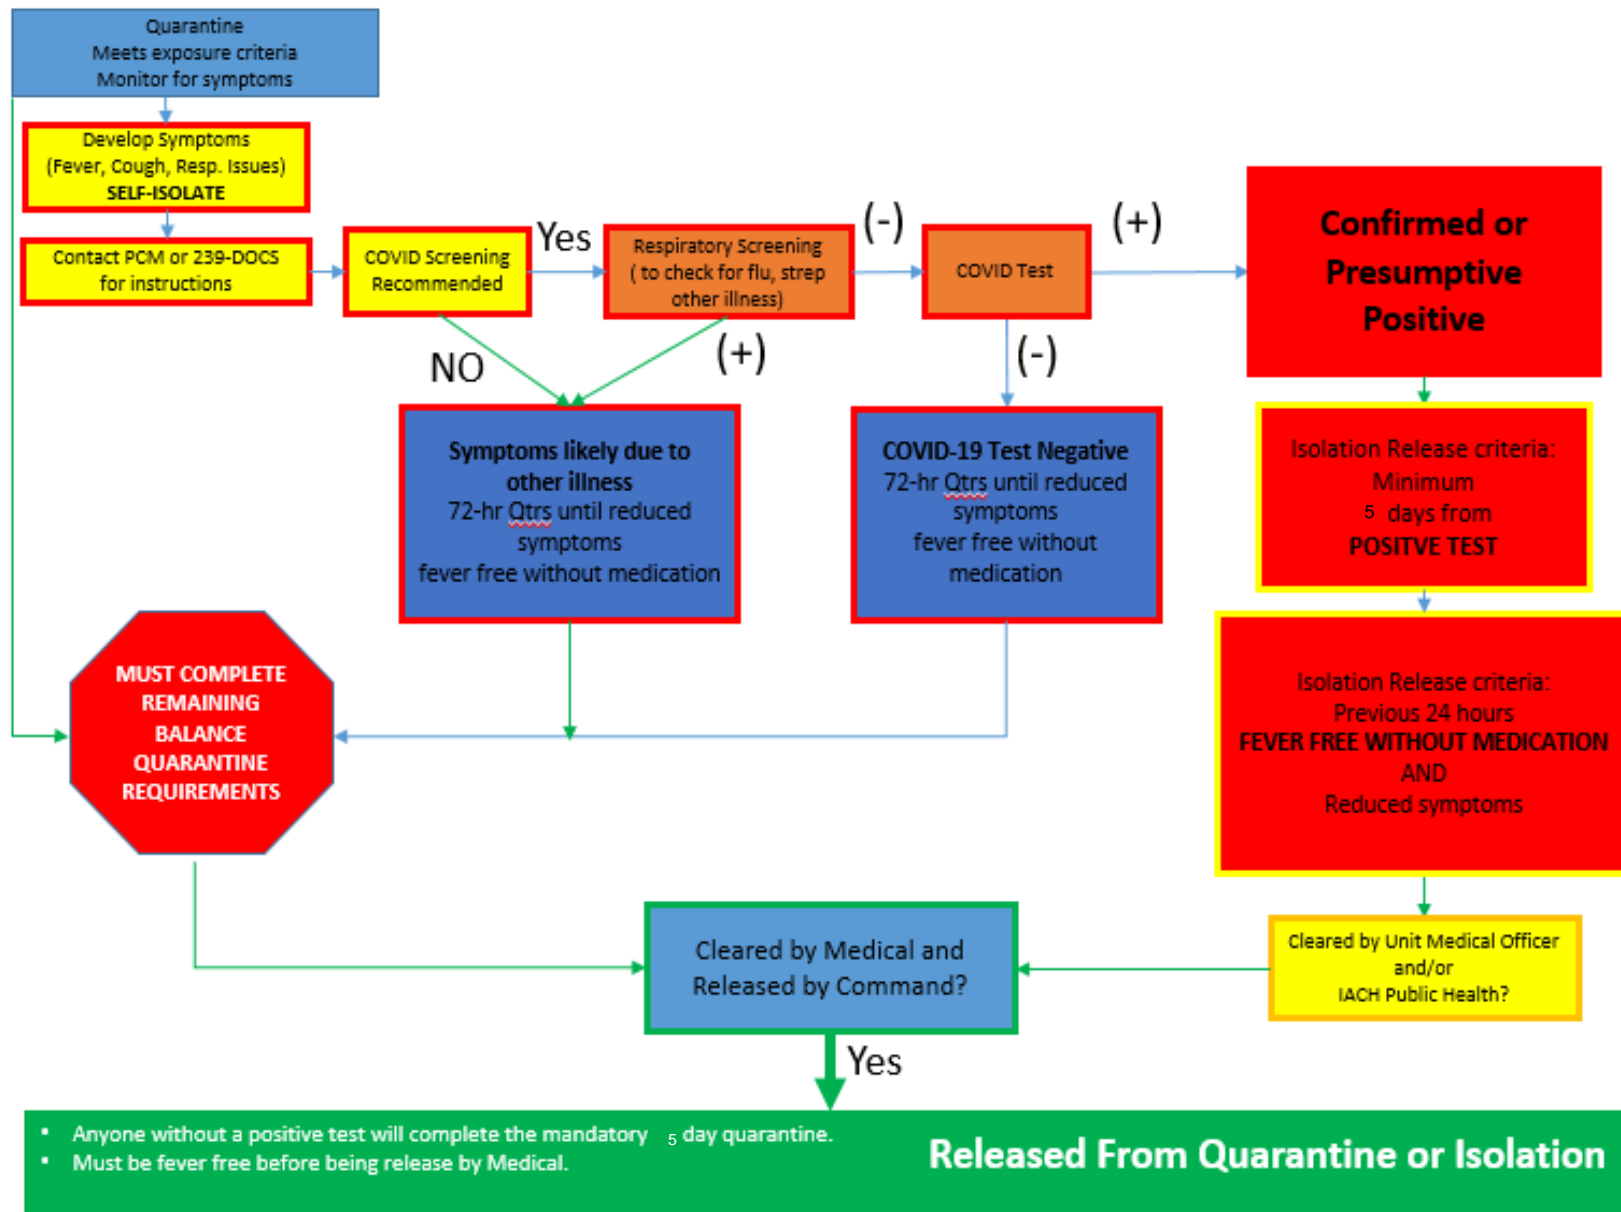 Quarantine
Meets exposure criteria
Monitor for symptoms
Develop Symptoms
(Fever, Cough, Resp. Issues)
SELF-ISOLATE
Contact PCM or 239-DOCS
for instructions
COVID Screening
Recommended
Yes
NO
Respiratory Screening
( to check for flu, strep
other illness)
(-)
(+)
COVID Test
(+)
(-)
Confirmed or
Presumptive
Positive
Symptoms likely due to
other illness
72-hr Qtrs until reduced
symptoms
fever free without medication
COVID-19 Test Negative
72-hr Qtrs until reduced
symptoms
fever free without
medication
Isolation Release criteria:
Minimum
5 days from
POSITVE TEST
Isolation Release criteria:
Previous 24 hours
FEVER FREE WITHOUT MEDICATION
AND
Reduced symptoms
MUST COMPLETE
REMAINING
BALANCE
QUARANTINE
REQUIREMENTS
Cleared by Medical and
Released by Command?
Cleared by Unit Medical Officer
and/or
IACH Public Health?
Yes
• Anyone without a positive test will complete the mandatory 5 day quarantine.
• Must be fever free before being release by Medical.
Released From Quarantine or Isolation